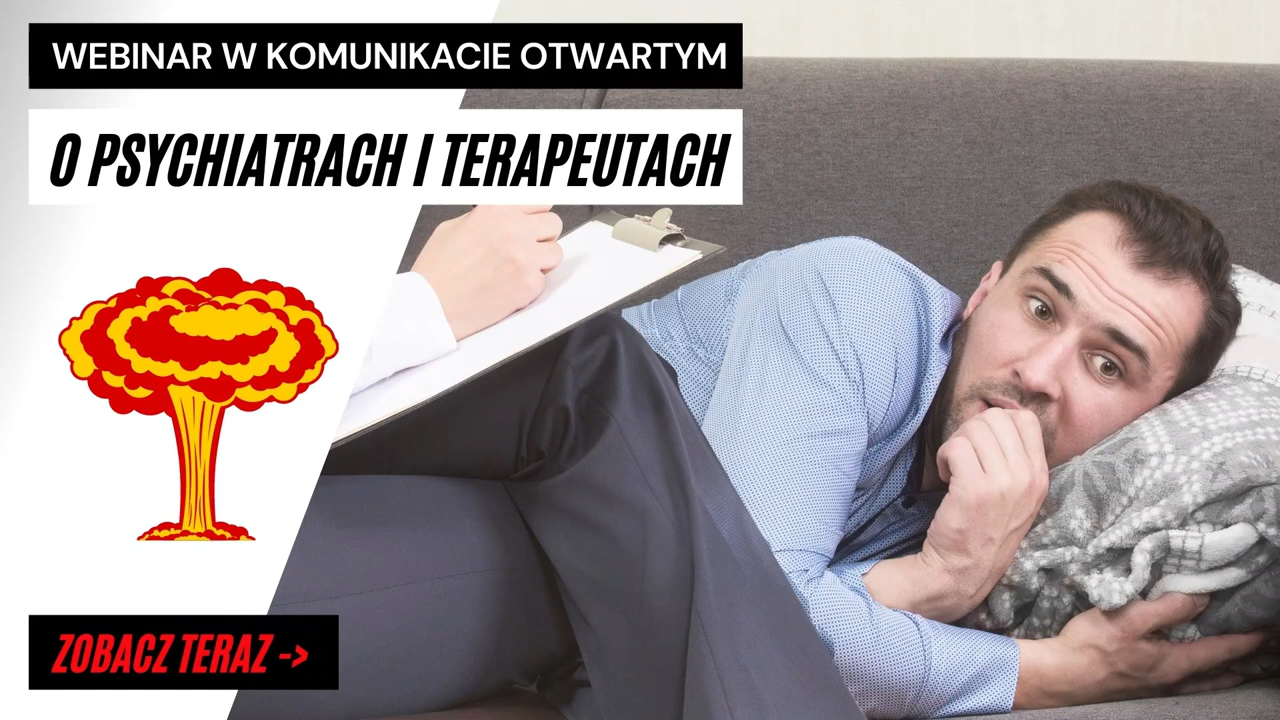 WEBINAR W KOMUNIKACIE OTWARTYM
O PSYCHIATRACH I TERAPEUTACH
ZOBACZ TERAZ ->